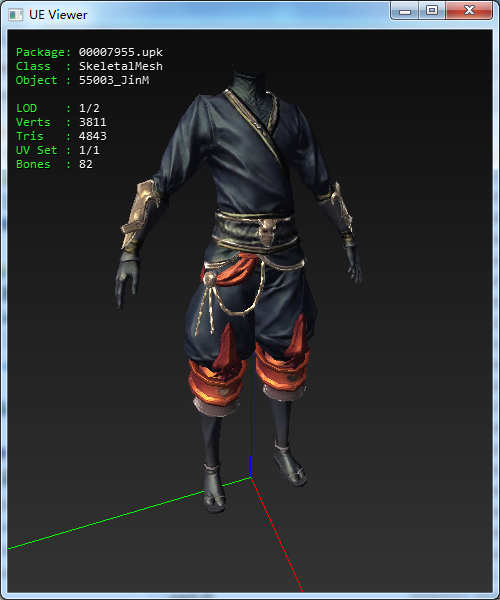 UE Viewer
Package: 00007955.upk
Class  : SkeletalMesh
Object : 55003_JinM
LOD    : 1/2
Verts  : 3811
Tris   : 4843
UV Set : 1/1
Bones  : 82